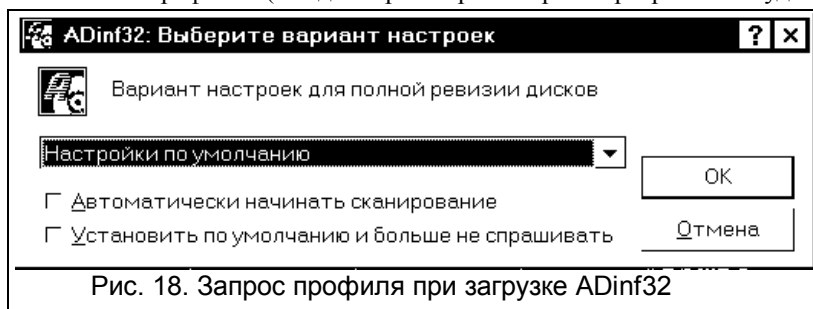 ADinf32: Выберите вариант настроек
Вариант настроек для полной ревизии дисков
Настройки по умолчанию
OK
Автоматически начинать сканирование
Установить по умолчанию и больше не спрашивать
Отмена
Рис. 18. Запрос профиля при загрузке ADinf32